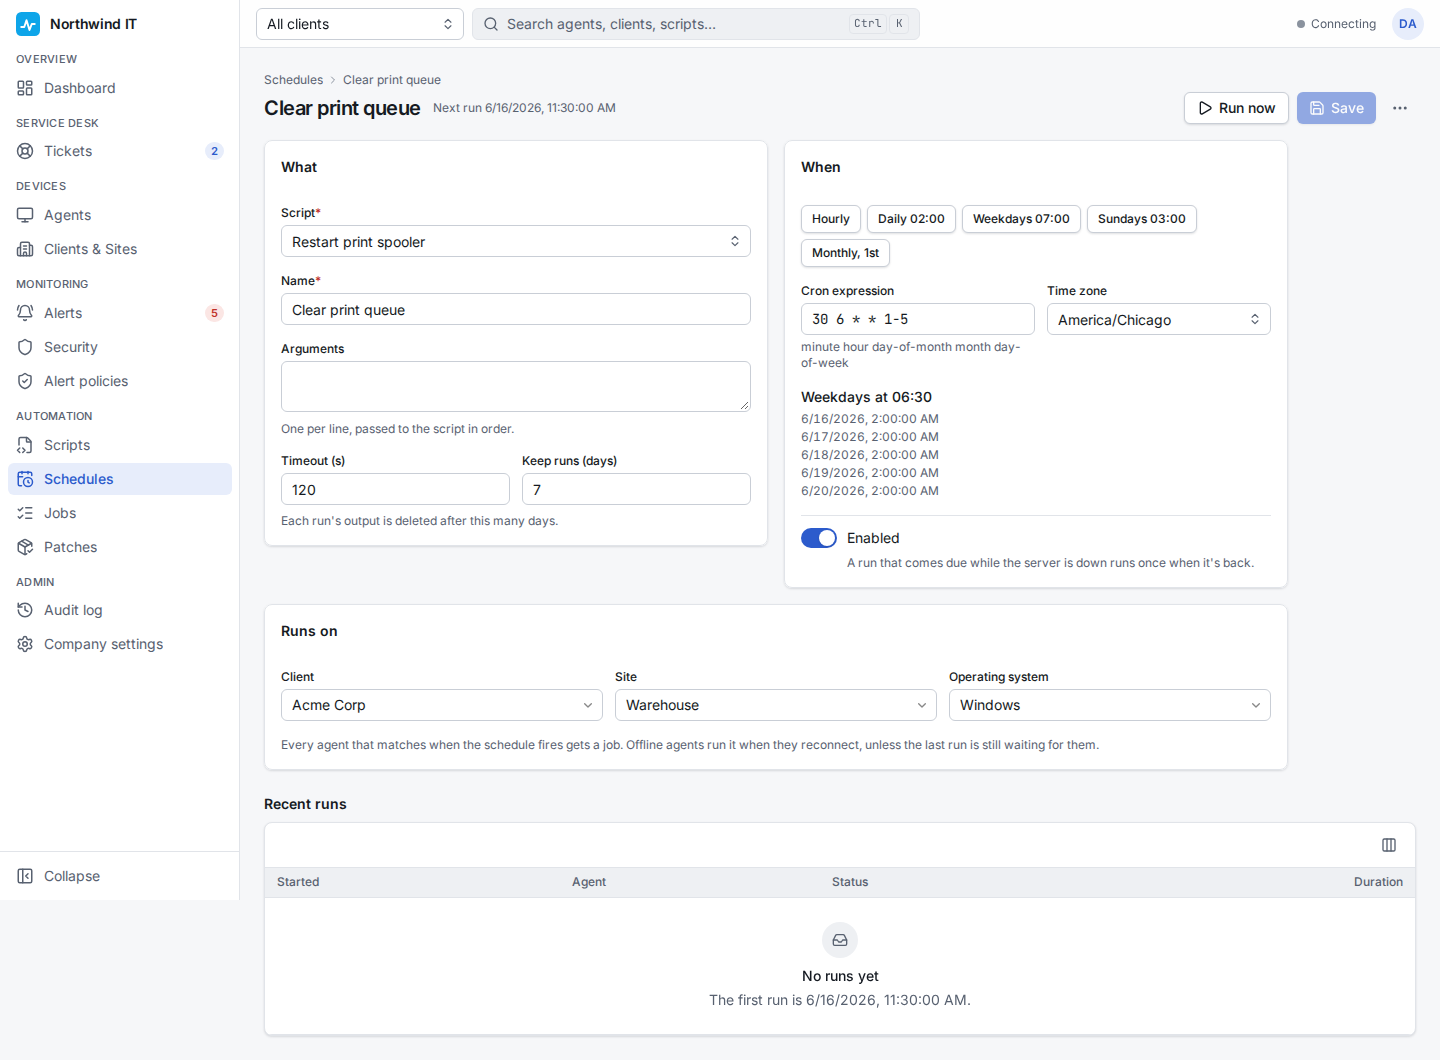 Northwind IT
All clients
Search agents, clients, scripts...
Ctrl K
Connecting
DA
OVERVIEW
Dashboard
SERVICE DESK
Tickets
2
DEVICES
Agents
Clients & Sites
MONITORING
Alerts
5
Security
Alert policies
AUTOMATION
Scripts
Schedules
Jobs
Patches
ADMIN
Audit log
Company settings
Collapse
Schedules > Clear print queue
Clear print queue
Next run 6/16/2026, 11:30:00 AM
Run now
Save
What
Script*
Restart print spooler
Name*
Clear print queue
Arguments
One per line, passed to the script in order.
Timeout (s)
Keep runs (days)
120
7
Each run's output is deleted after this many days.
When
Hourly
Daily 02:00
Weekdays 07:00
Sundays 03:00
Monthly, 1st
Cron expression
Time zone
30 6 * * 1-5
America/Chicago
minute hour day-of-month month day-
of-week
Weekdays at 06:30
6/16/2026, 2:00:00 AM
6/17/2026, 2:00:00 AM
6/18/2026, 2:00:00 AM
6/19/2026, 2:00:00 AM
6/20/2026, 2:00:00 AM
Enabled
A run that comes due while the server is down runs once when it's back.
Runs on
Client
Site
Operating system
Acme Corp
Warehouse
Windows
Every agent that matches when the schedule fires gets a job. Offline agents run it when they reconnect, unless the last run is still waiting for them.
Recent runs
Started
Agent
Status
Duration
No runs yet
The first run is 6/16/2026, 11:30:00 AM.